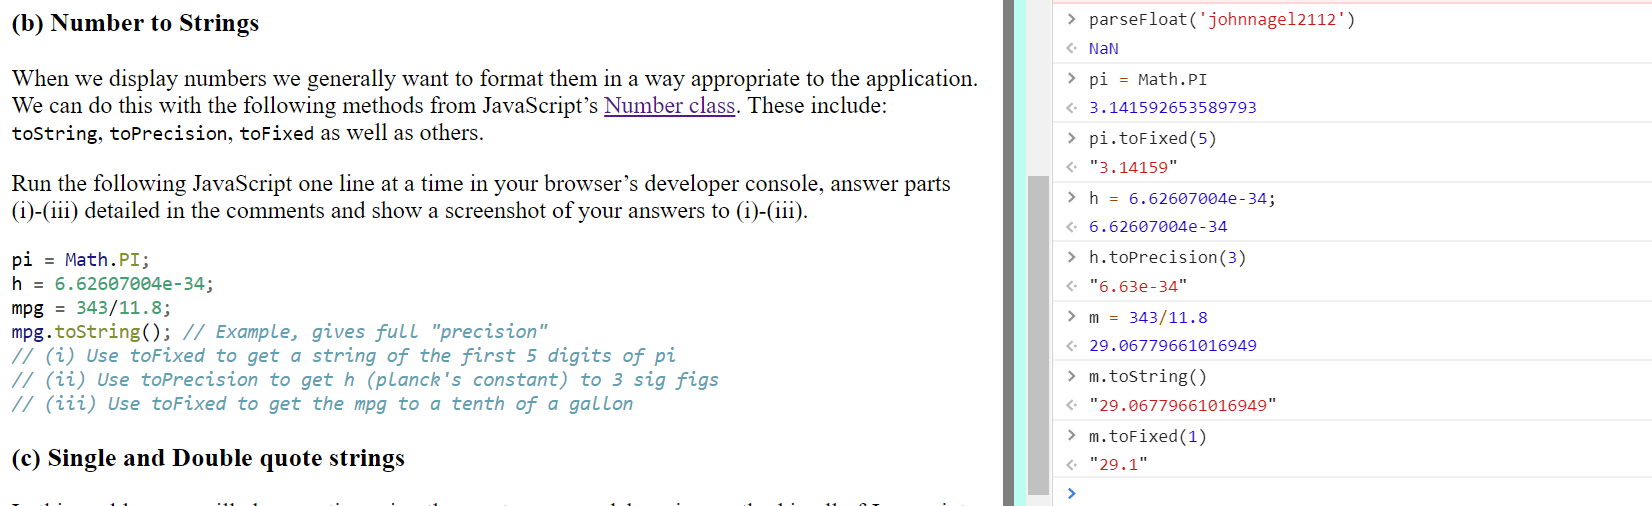 (b) Number to Strings
When we display numbers we generally want to format them in a way appropriate to the application.
We can do this with the following methods from JavaScript’s Number class. These include:
toString, toPrecision, toFixed as well as others.
Run the following JavaScript one line at a time in your browser’s developer console, answer parts
(i)-(iii) detailed in the comments and show a screenshot of your answers to (i)-(iii).
pi = Math.PI;
h = 6.62607004e-34;
mpg = 343/11.8;
mpg.toString(); // Example, gives full "precision"
// (i) Use toFixed to get a string of the first 5 digits of pi
// (ii) Use toPrecision to get h (planck's constant) to 3 sig figs
// (iii) Use toFixed to get the mpg to a tenth of a gallon
(c) Single and Double quote strings
> parseFloat('johnnagel2112')
NaN
> pi = Math.PI
3.141592653589793
> pi.toFixed(5)
"3.14159"
> h = 6.62607004e-34;
6.62607004e-34
> h.toPrecision(3)
"6.63e-34"
> m = 343/11.8
29.06779661016949
> m.toString()
"29.06779661016949"
> m.toFixed(1)
"29.1"
>